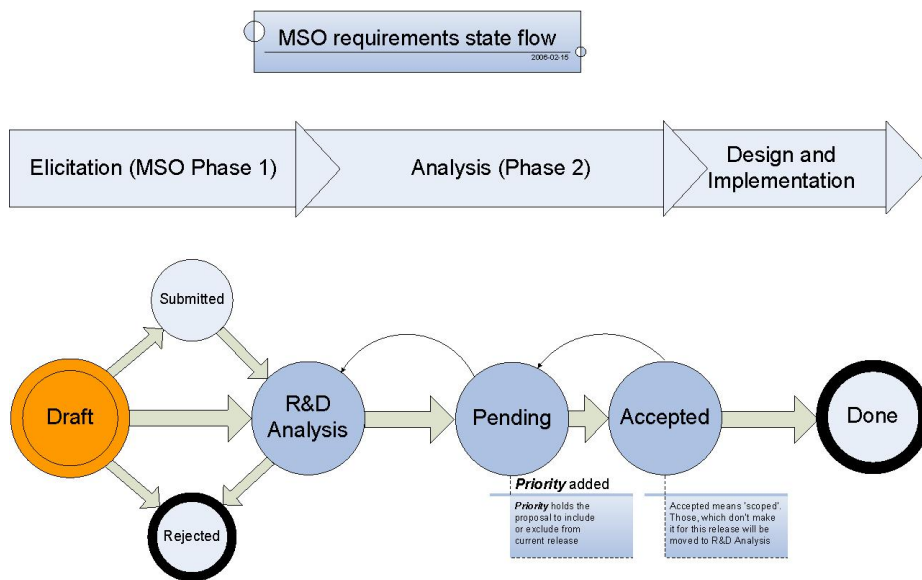 MSO requirements state flow
2006-02-15
Elicitation (MSO Phase 1)
Analysis (Phase 2)
Design and
Implementation
Submitted
Draft
R&D
Analysis
Pending
Accepted
Done
Rejected
Priority added
Priority holds the
proposal to include
or exclude from
current release
Accepted means 'scoped'.
Those, which don't make
it for this release will be
moved to R&D Analysis